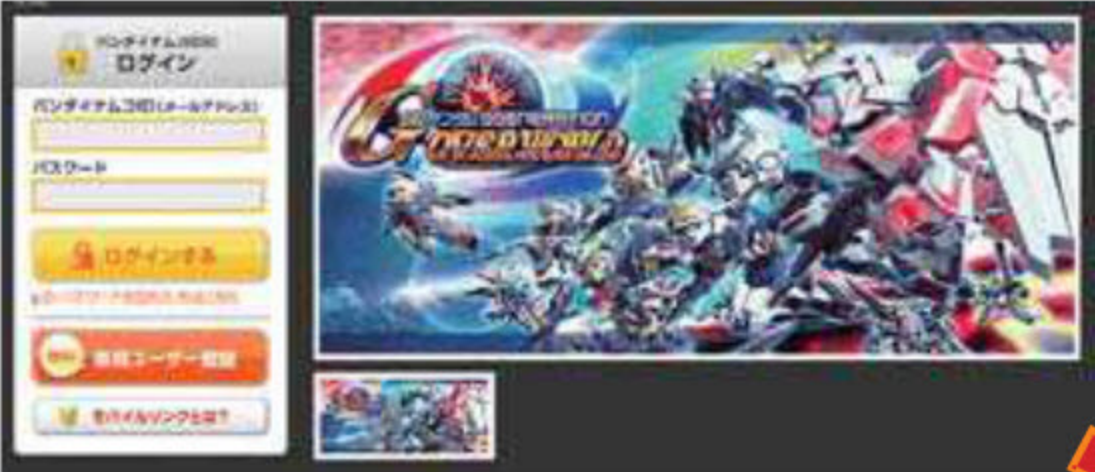 バンダイナムコID
ログイン
バンダイナムコID(メールアドレス)
パスワード
ログインする
新規ユーザー登録
モバイルリンクとは?
OVER WORLD